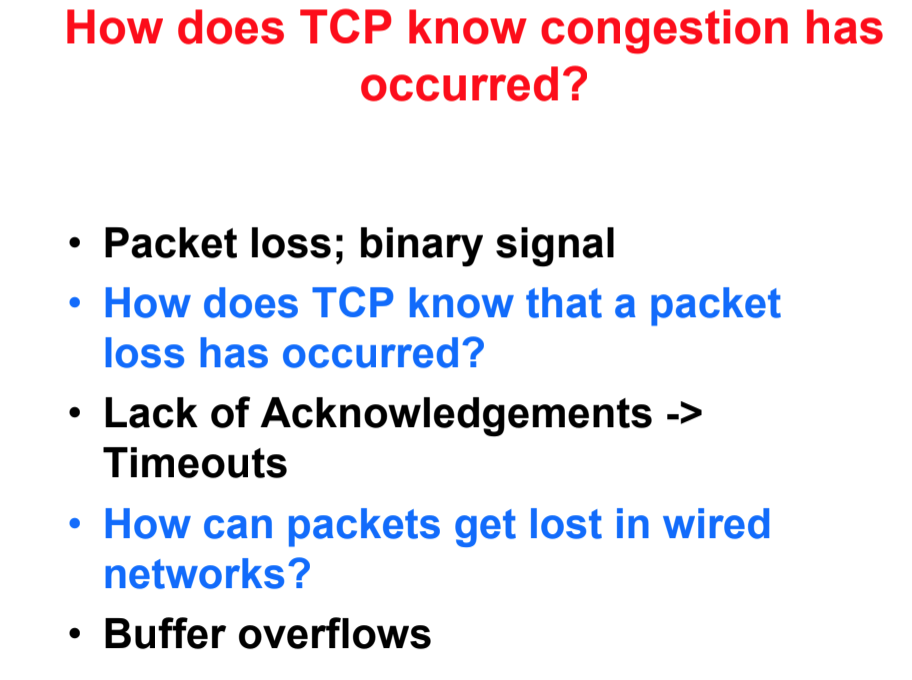 How does TCP know congestion has
occurred?
• Packet loss; binary signal
• How does TCP know that a packet
loss has occurred?
• Lack of Acknowledgements ->
Timeouts
• How can packets get lost in wired
networks?
• Buffer overflows